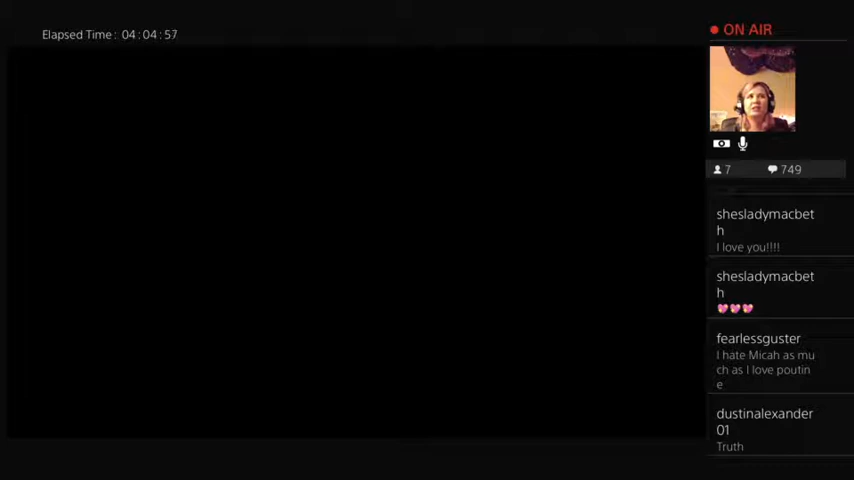 Elapsed Time : 04:04:57
ON AIR
7 749
shesladymacbet
h
I love you!!!!
shesladymacbet
h
💖💖💖
fearlessguster
I hate Micah as mu
ch as I love poutin
e
dustinalexander
01
Truth